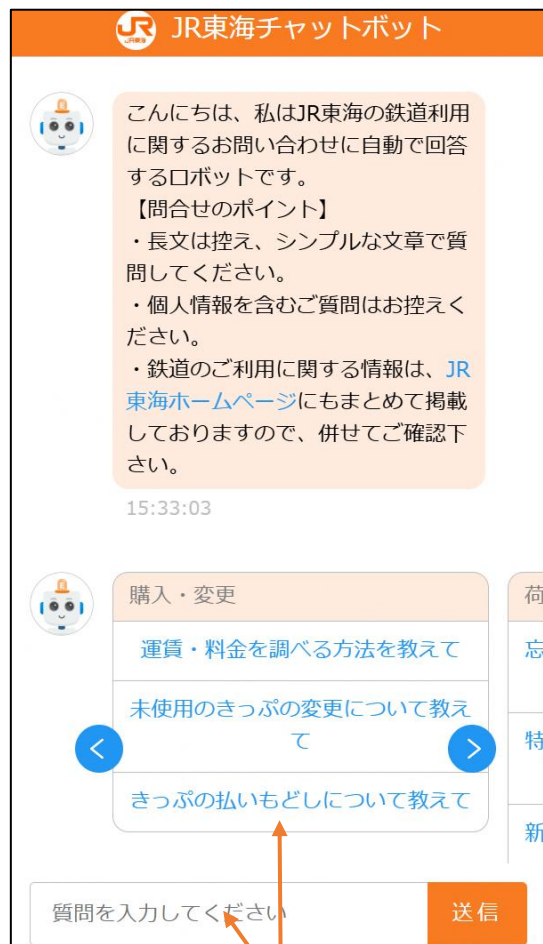 JR東海チャットボット
こんにちは、私はJR東海の鉄道利用
に関するお問い合わせに自動で回答
するロボットです。
【問合せのポイント】
・長文は控え、シンプルな文章で質
問してください。
・個人情報を含むご質問はお控えく
ださい。
・鉄道のご利用に関する情報は、JR
東海ホームページにもまとめて掲載
しておりますので、併せてご確認下
さい。
15:33:03
購入・変更
運賃・料金を調べる方法を教えて
未使用のきっぷの変更について教え
て
きっぷの払いもどしについて教えて
荷
忘
特
新
質問を入力してください
送信